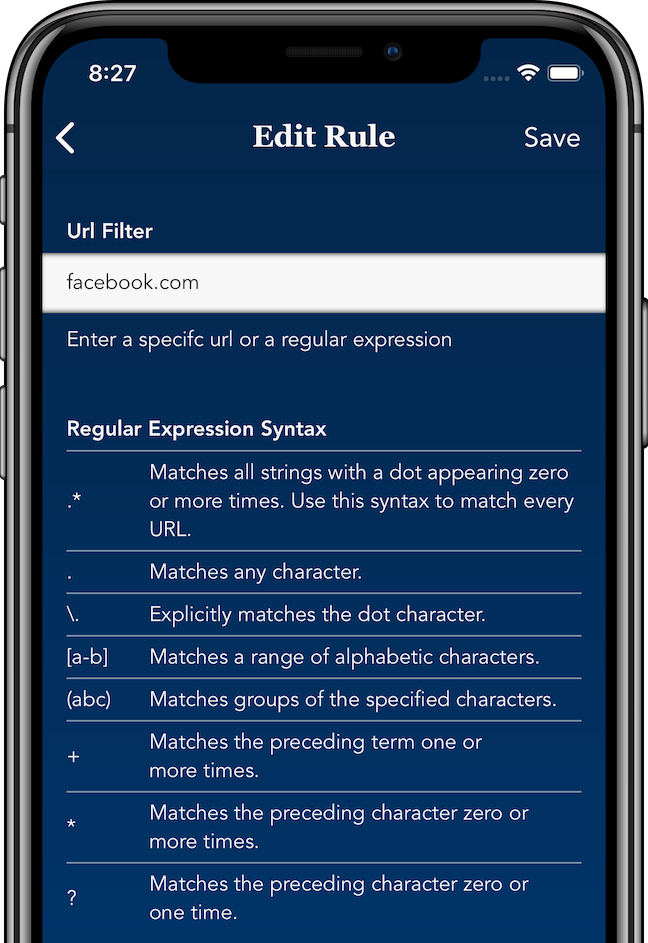 8:27
Edit Rule
Save
Url Filter
facebook.com
Enter a specifc url or a regular expression
Regular Expression Syntax
.*
Matches all strings with a dot appearing zero
or more times. Use this syntax to match every
URL.
.
Matches any character.
\.
Explicitly matches the dot character.
[a-b]
Matches a range of alphabetic characters.
(abc)
Matches groups of the specified characters.
+
Matches the preceding term one or
more times.
*
Matches the preceding character zero or
more times.
?
Matches the preceding character zero or
one time.